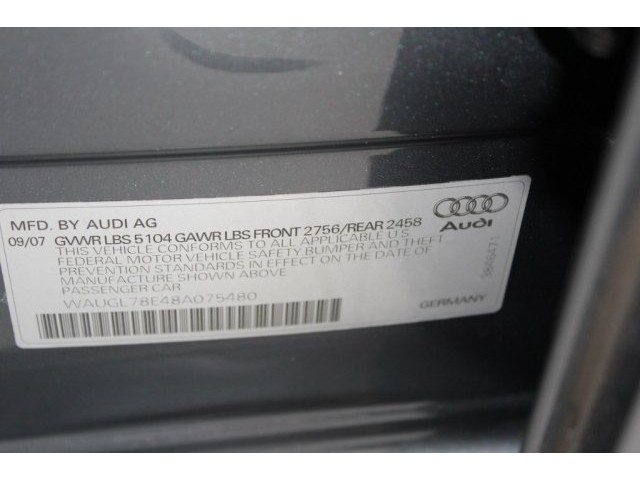 MFD. BY AUDI AG
09/07 GVWR LBS 5104 GAWR LBS FRONT 2756/REAR 2458
THIS VEHICLE CONFORMS TO ALL APPLICABLE U S
FEDERAL MOTOR VEHICLE SAFETY BUMPER AND THEFT
PREVENTION STANDARDS IN EFFECT ON THE DATE OF
MANUFACTURE SHOWN ABOVE
PASSENGER CAR
WAUGL78E48A075480
Audi
GERMANY